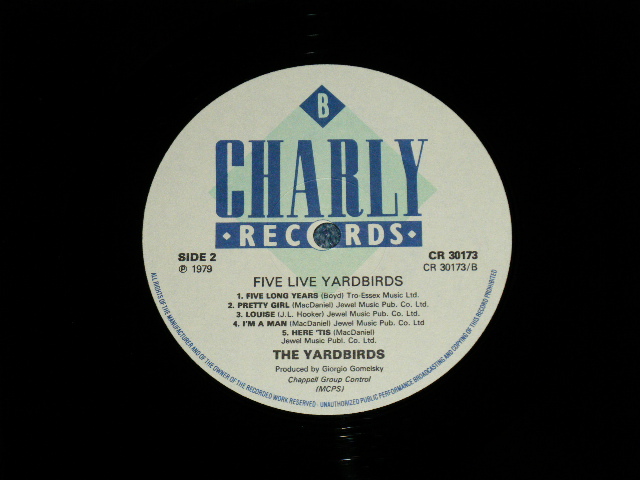 B
CHARLY
• RECORDS •
SIDE 2
℗ 1979
CR 30173
CR 30173/B
FIVE LIVE YARDBIRDS
1. FIVE LONG YEARS (Boyd) Tro-Essex Music Ltd.
2. PRETTY GIRL (MacDaniel) Jewel Music Pub. Co. Ltd.
3. LOUISE (J.L. Hooker) Jewel Music Pub. Co. Ltd.
4. I'M A MAN (MacDaniel) Jewel Music Pub. Co. Ltd.
5. HERE 'TIS (MacDaniel)
Jewel Music Publ. Co. Ltd.
THE YARDBIRDS
Produced by Giorgio Gomelsky
Chappell Group Control
(MCPS)
ALL RIGHTS OF THE MANUFACTURER AND OF THE OWNER OF THE RECORDED WORK RESERVED · UNAUTHORIZED PUBLIC PERFORMANCE BROADCASTING AND COPYING OF THIS RECORD PROHIBITED